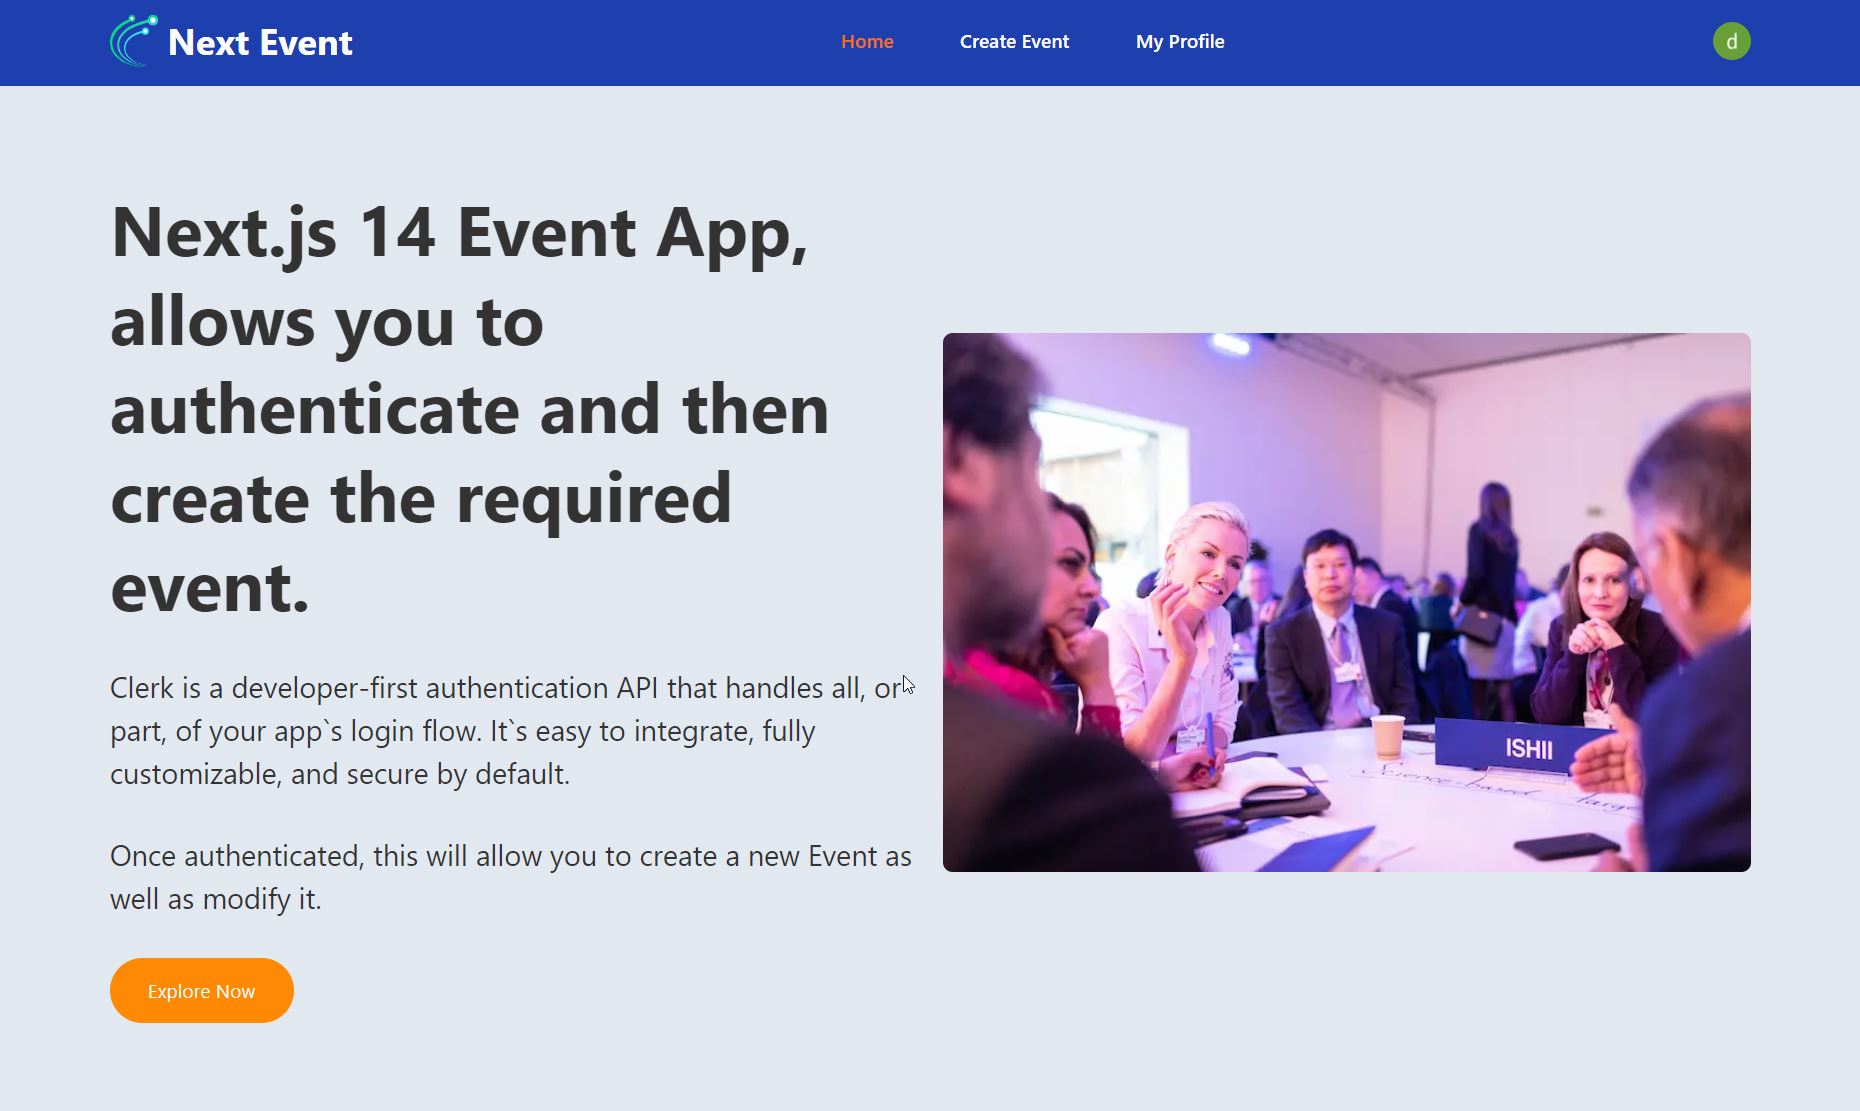 Next Event
Home
Create Event
My Profile
d
Next.js 14 Event App,
allows you to
authenticate and then
create the required
event.
Clerk is a developer-first authentication API that handles all, or
part, of your app`s login flow. It`s easy to integrate, fully
customizable, and secure by default.
Once authenticated, this will allow you to create a new Event as
well as modify it.
Explore Now
ISHII
Science-based